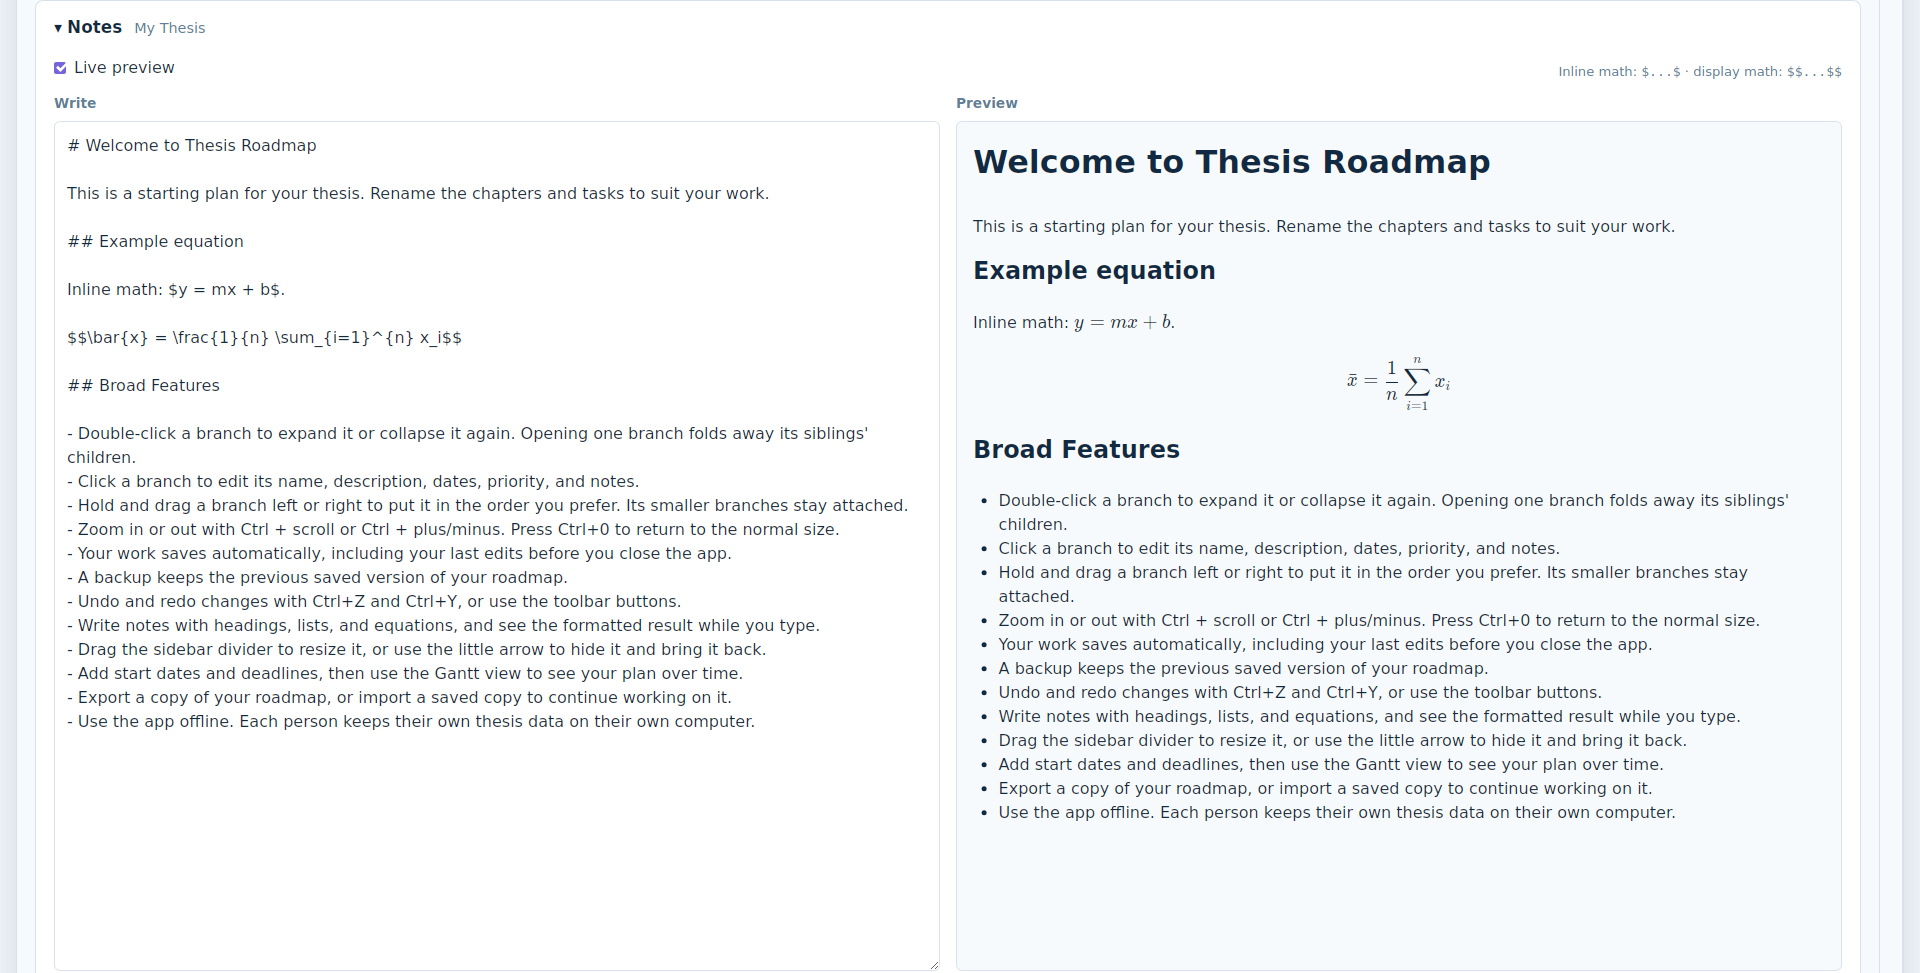 ▾ Notes My Thesis
Live preview
Inline math: $...$ · display math: $$...$$
Write
# Welcome to Thesis Roadmap
This is a starting plan for your thesis. Rename the chapters and tasks to suit your work.
## Example equation
Inline math: $y = mx + b$.
$$\bar{x} = \frac{1}{n} \sum_{i=1}^{n} x_i$$
## Broad Features
- Double-click a branch to expand it or collapse it again. Opening one branch folds away its siblings'
children.
- Click a branch to edit its name, description, dates, priority, and notes.
- Hold and drag a branch left or right to put it in the order you prefer. Its smaller branches stay attached.
- Zoom in or out with Ctrl + scroll or Ctrl + plus/minus. Press Ctrl+0 to return to the normal size.
- Your work saves automatically, including your last edits before you close the app.
- A backup keeps the previous saved version of your roadmap.
- Undo and redo changes with Ctrl+Z and Ctrl+Y, or use the toolbar buttons.
- Write notes with headings, lists, and equations, and see the formatted result while you type.
- Drag the sidebar divider to resize it, or use the little arrow to hide it and bring it back.
- Add start dates and deadlines, then use the Gantt view to see your plan over time.
- Export a copy of your roadmap, or import a saved copy to continue working on it.
- Use the app offline. Each person keeps their own thesis data on their own computer.
Preview
Welcome to Thesis Roadmap
This is a starting plan for your thesis. Rename the chapters and tasks to suit your work.
Example equation
Inline math: y = mx + b.
x̄ = 1/n ∑_{i=1}^{n} x_i
Broad Features
• Double-click a branch to expand it or collapse it again. Opening one branch folds away its siblings'
children.
• Click a branch to edit its name, description, dates, priority, and notes.
• Hold and drag a branch left or right to put it in the order you prefer. Its smaller branches stay
attached.
• Zoom in or out with Ctrl + scroll or Ctrl + plus/minus. Press Ctrl+0 to return to the normal size.
• Your work saves automatically, including your last edits before you close the app.
• A backup keeps the previous saved version of your roadmap.
• Undo and redo changes with Ctrl+Z and Ctrl+Y, or use the toolbar buttons.
• Write notes with headings, lists, and equations, and see the formatted result while you type.
• Drag the sidebar divider to resize it, or use the little arrow to hide it and bring it back.
• Add start dates and deadlines, then use the Gantt view to see your plan over time.
• Export a copy of your roadmap, or import a saved copy to continue working on it.
• Use the app offline. Each person keeps their own thesis data on their own computer.